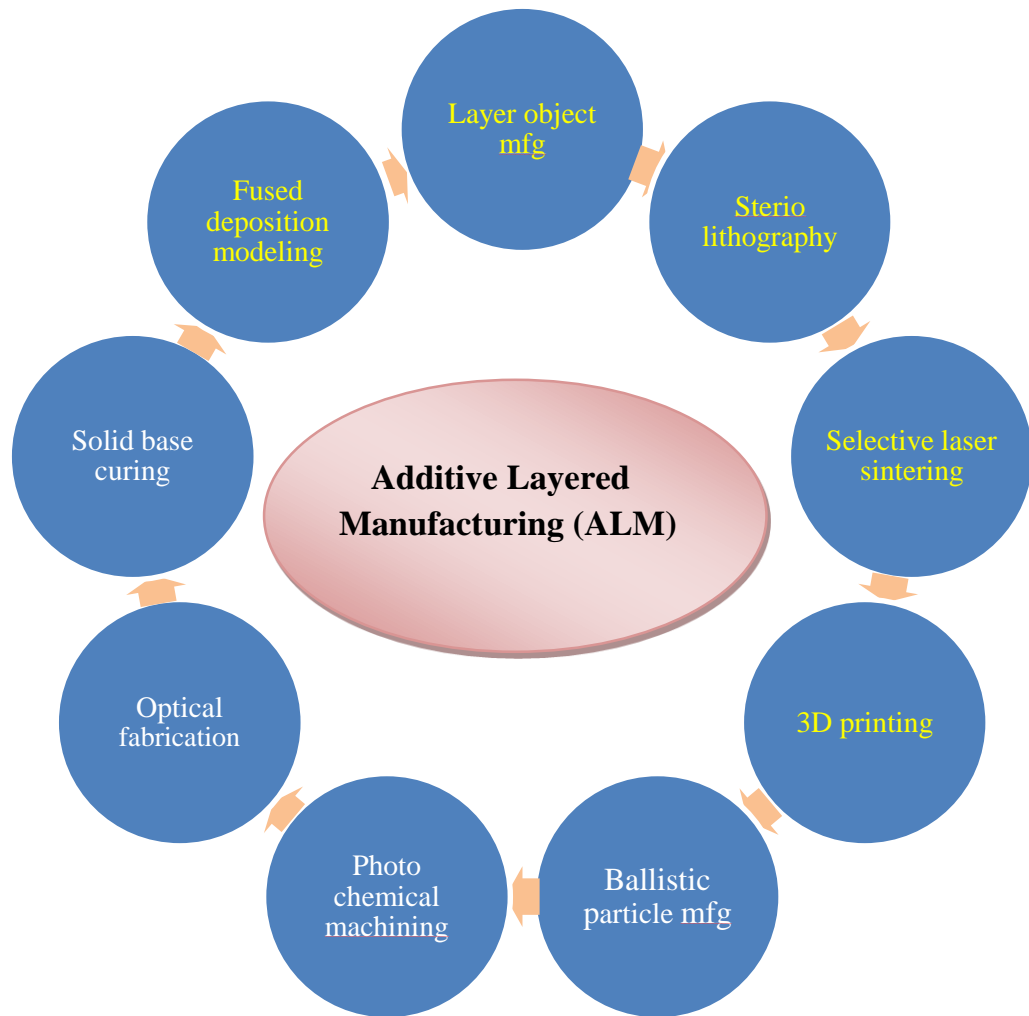 Layer object
mfg
Sterio
lithography
Selective laser
sintering
3D printing
Ballistic
particle mfg
Photo
chemical
machining
Optical
fabrication
Solid base
curing
Fused
deposition
modeling
Additive Layered
Manufacturing (ALM)